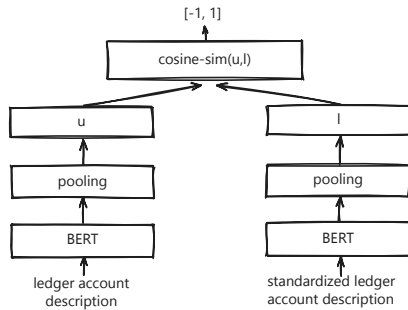 [-1, 1]
cosine-sim(u,l)
u
l
pooling
pooling
BERT
BERT
ledger account
description
standardized ledger
account description